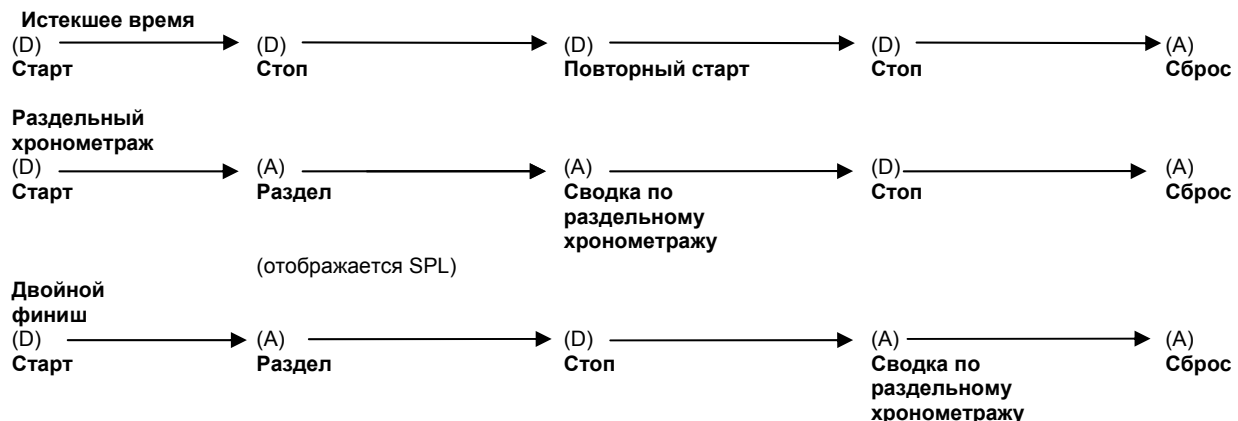 Истекшее время
(D) (D) (D) (D) (A)
Старт Стоп Повторный старт Стоп Сброс
Раздельный
хронометраж
(D) (A) (A) (D) (A)
Старт Раздел Сводка по Стоп Сброс
раздельному
хронометражу
(отображается SPL)
Двойной
финиш
(D) (A) (D) (A) (A)
Старт Раздел Стоп Сводка по Сброс
раздельному
хронометражу